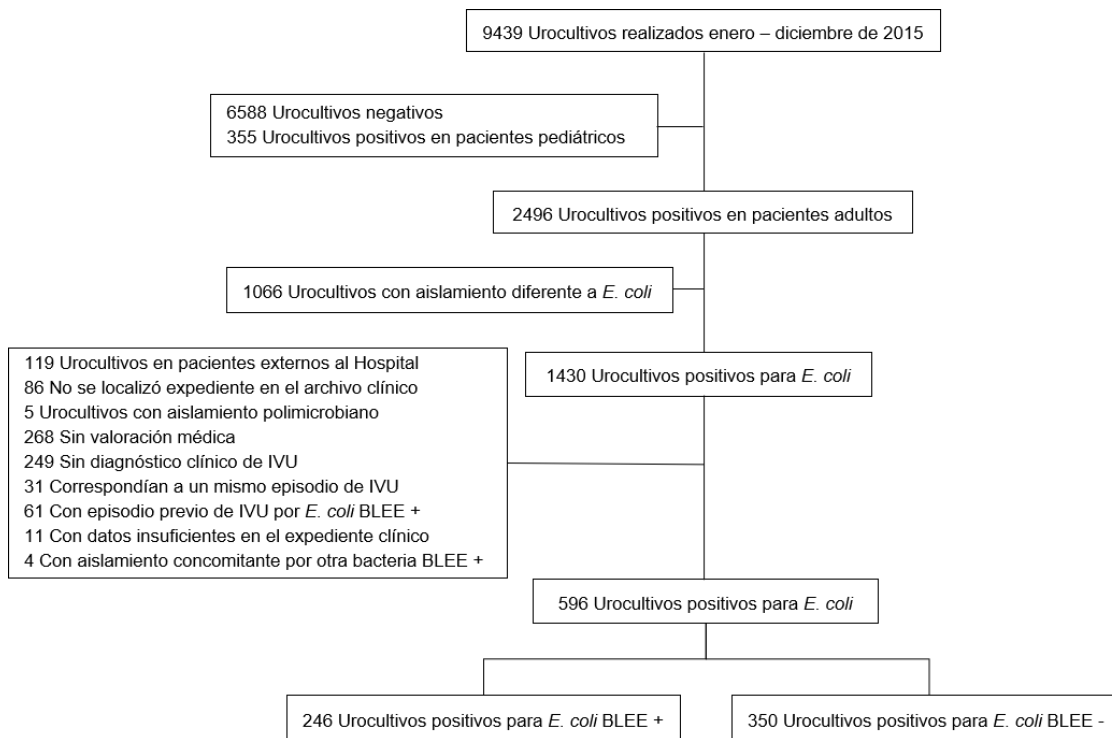 9439 Urocultivos realizados enero – diciembre de 2015
6588 Urocultivos negativos
355 Urocultivos positivos en pacientes pediátricos
2496 Urocultivos positivos en pacientes adultos
1066 Urocultivos con aislamiento diferente a E. coli
119 Urocultivos en pacientes externos al Hospital
86 No se localizó expediente en el archivo clínico
5 Urocultivos con aislamiento polimicrobiano
268 Sin valoración médica
249 Sin diagnóstico clínico de IVU
31 Correspondían a un mismo episodio de IVU
61 Con episodio previo de IVU por E. coli BLEE +
11 Con datos insuficientes en el expediente clínico
4 Con aislamiento concomitante por otra bacteria BLEE +
1430 Urocultivos positivos para E. coli
596 Urocultivos positivos para E. coli
246 Urocultivos positivos para E. coli BLEE +
350 Urocultivos positivos para E. coli BLEE -